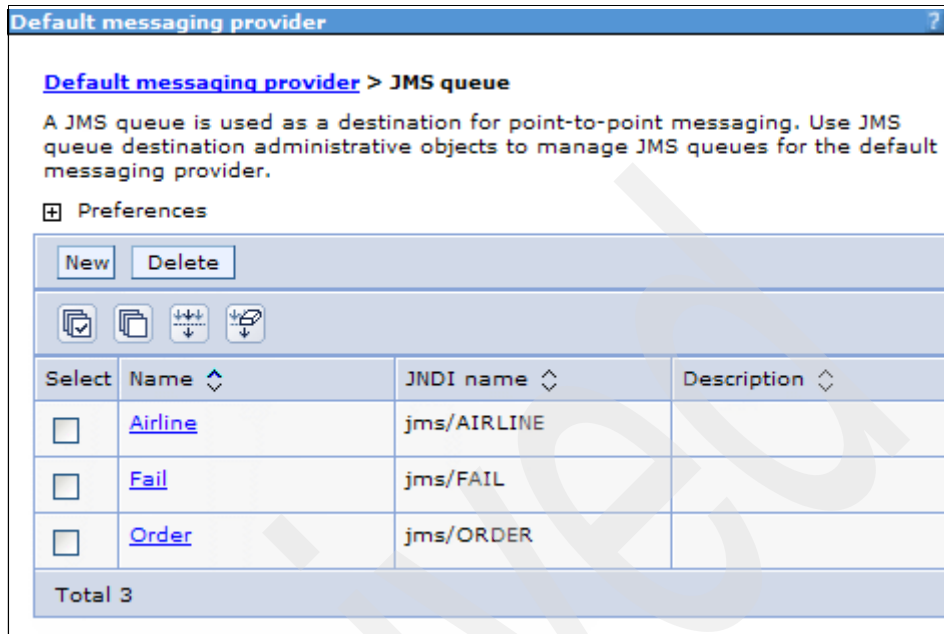 Default messaging provider ?
Default messaging provider > JMS queue
A JMS queue is used as a destination for point-to-point messaging. Use JMS
queue destination administrative objects to manage JMS queues for the default
messaging provider.
Preferences
New Delete
Select Name JNDI name Description
Airline jms/AIRLINE
Fail jms/FAIL
Order jms/ORDER
Total 3